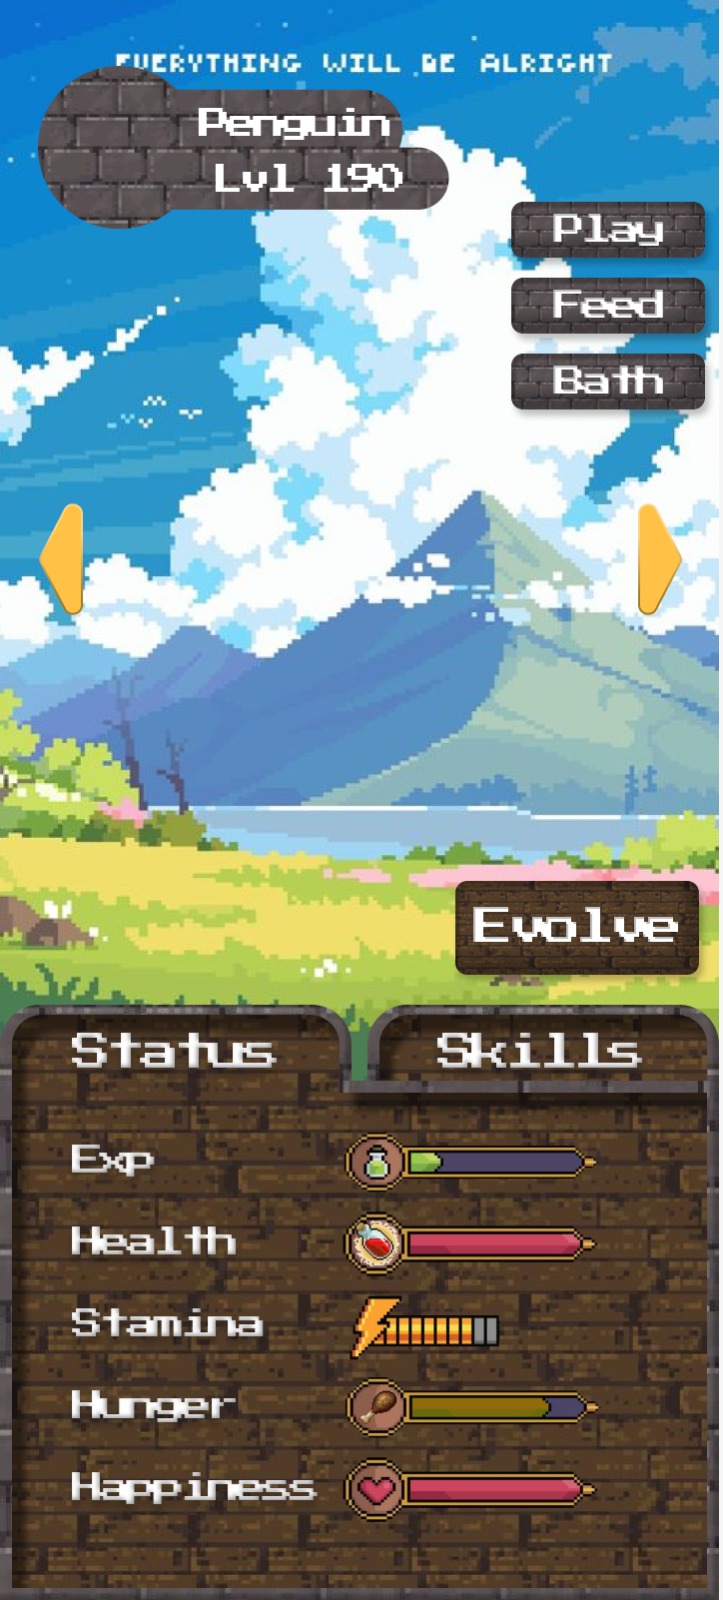 EVERYTHING WILL BE ALRIGHT
Penguin
Lvl 190
Play
Feed
Bath
Evolve
Status
Skills
Exp
Health
Stamina
Hunger
Happiness